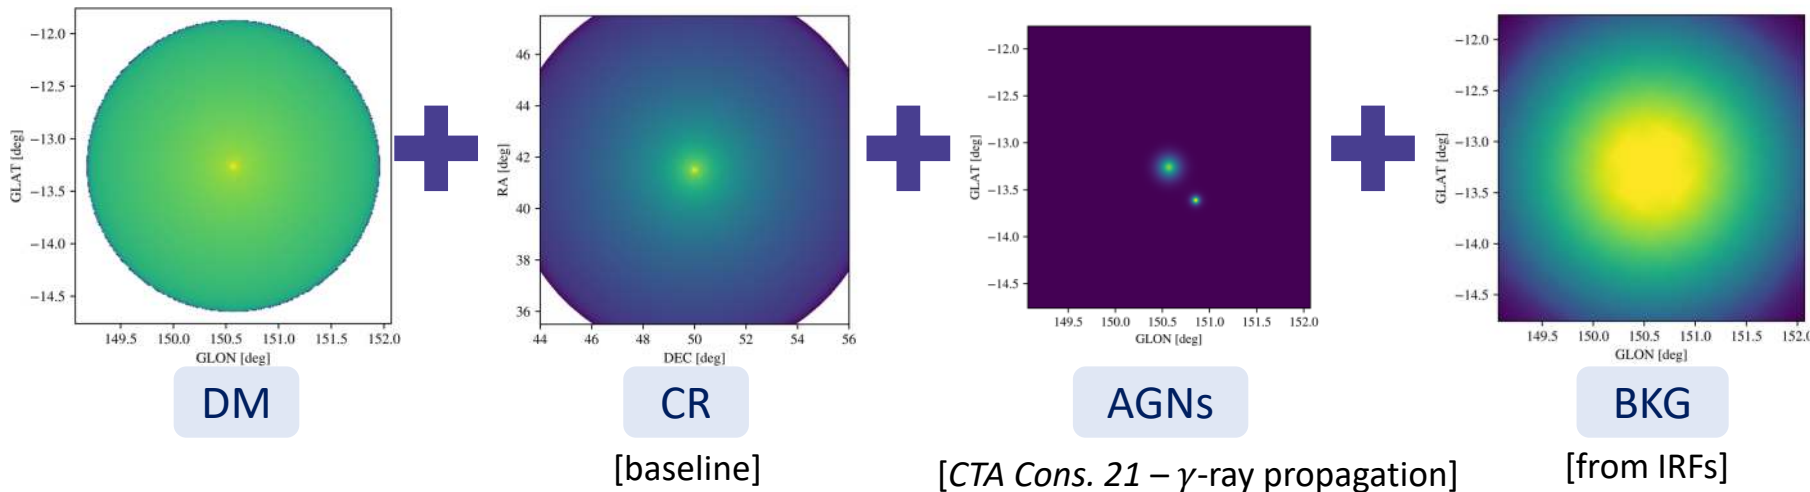 −12.0
−12.5
−13.0
−13.5
−14.0
−14.5
GLAT [deg]
149.5 150.0 150.5 151.0 151.5 152.0
GLON [deg]
DM
46
44
42
40
38
36
RA [deg]
44 46 48 50 52 54 56
DEC [deg]
CR
[baseline]
−12.0
−12.5
−13.0
−13.5
−14.0
−14.5
GLAT [deg]
149.5 150.0 150.5 151.0 151.5 152.0
GLON [deg]
AGNs
[CTA Cons. 21 – γ-ray propagation]
−12.0
−12.5
−13.0
−13.5
−14.0
−14.5
GLAT [deg]
149.5 150.0 150.5 151.0 151.5 152.0
GLON [deg]
BKG
[from IRFs]